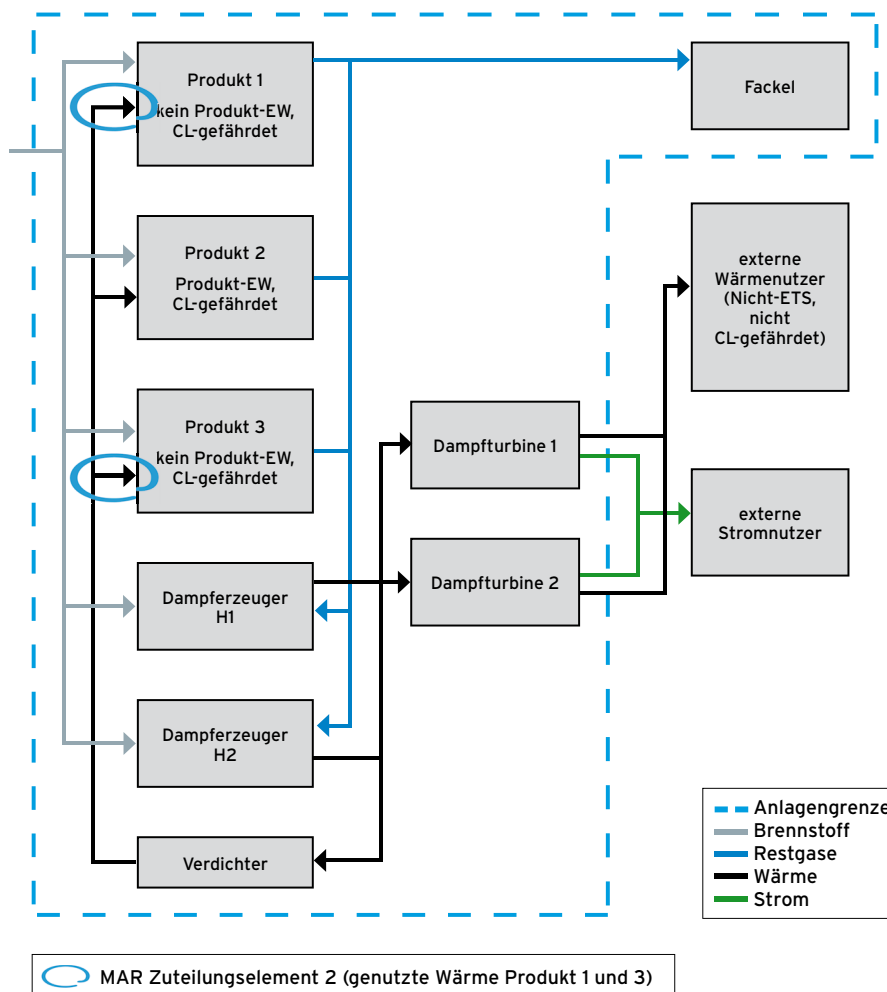 Produkt 1
kein Produkt-EW,
CL-gefährdet
Fackel
Produkt 2
Produkt-EW,
CL-gefährdet
externe
Wärmenutzer
(Nicht-ETS,
nicht
CL-gefährdet)
Produkt 3
kein Produkt-EW,
CL-gefährdet
Dampfturbine 1
externe
Stromnutzer
Dampfturbine 2
Dampferzeuger
H1
Dampferzeuger
H2
Verdichter
Anlagengrenze
Brennstoff
Restgase
Wärme
Strom
MAR Zuteilungselement 2 (genutzte Wärme Produkt 1 und 3)